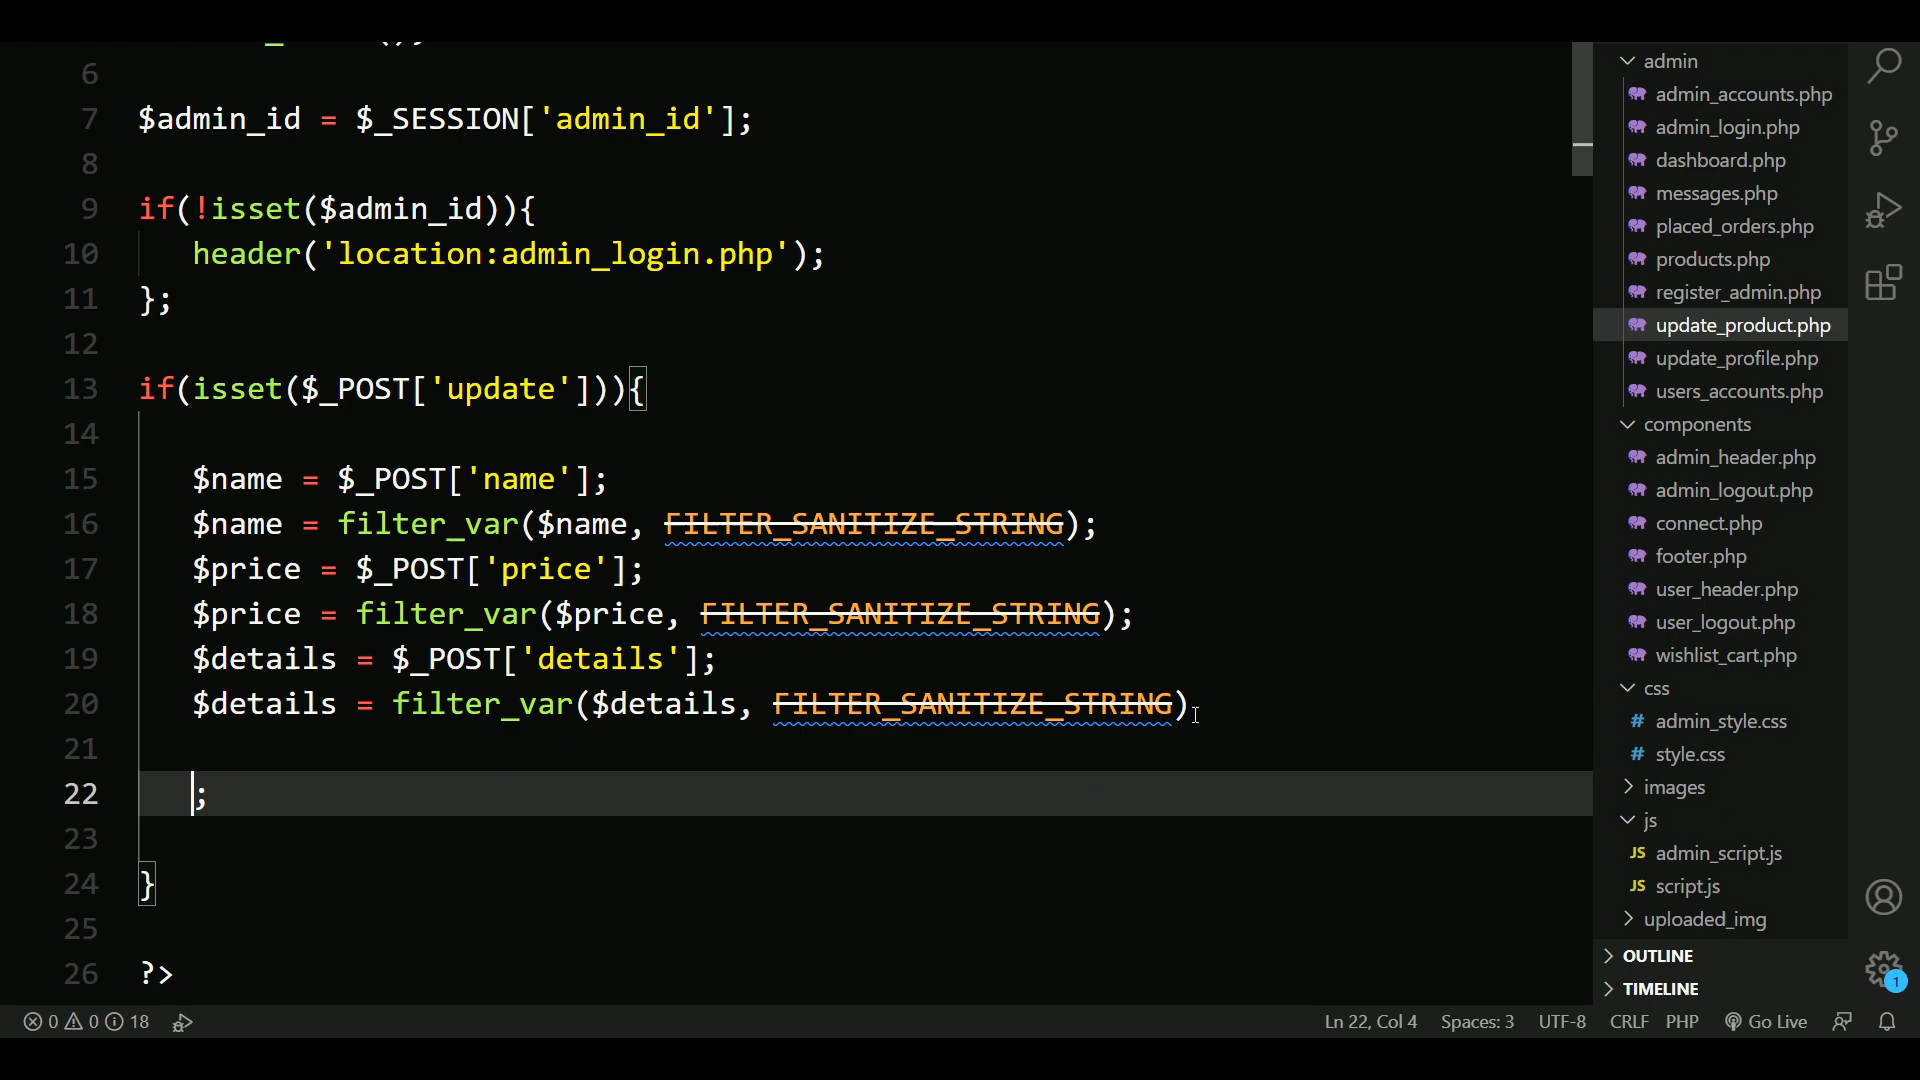 6
7 $admin_id = $_SESSION['admin_id'];
8
9 if(!isset($admin_id)){
10 header('location:admin_login.php');
11 };
12
13 if(isset($_POST['update'])){
14
15 $name = $_POST['name'];
16 $name = filter_var($name, FILTER_SANITIZE_STRING);
17 $price = $_POST['price'];
18 $price = filter_var($price, FILTER_SANITIZE_STRING);
19 $details = $_POST['details'];
20 $details = filter_var($details, FILTER_SANITIZE_STRING)
21
22 ;
23
24 }
25
26 ?>
admin
admin_accounts.php
admin_login.php
dashboard.php
messages.php
placed_orders.php
products.php
register_admin.php
update_product.php
update_profile.php
users_accounts.php
components
admin_header.php
admin_logout.php
connect.php
footer.php
user_header.php
user_logout.php
wishlist_cart.php
css
# admin_style.css
# style.css
images
js
JS admin_script.js
JS script.js
uploaded_img
OUTLINE
TIMELINE
1
0 0 18 Ln 22, Col 4 Spaces: 3 UTF-8 CRLF PHP Go Live